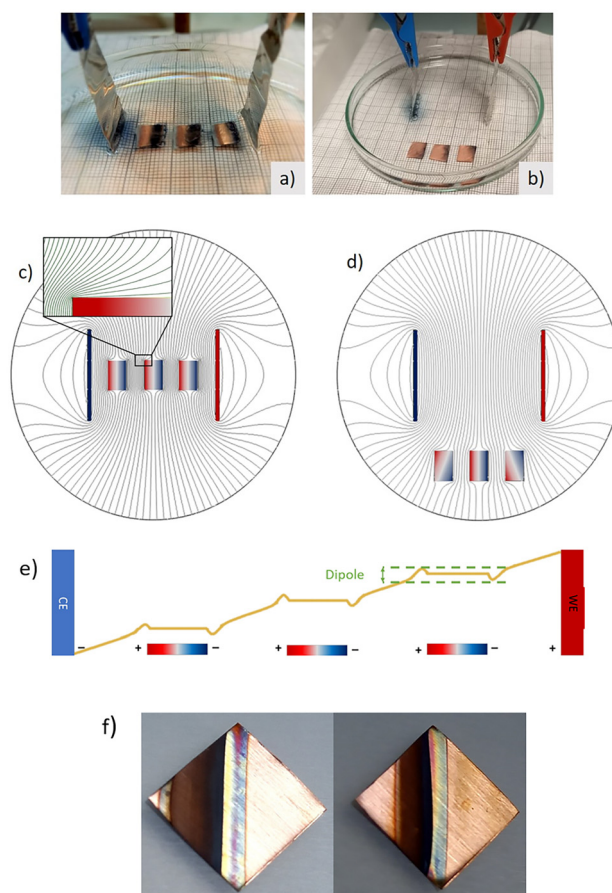 a)
b)
c)
d)
e)
Dipole
CE
WE
− + − + − + − +
f)